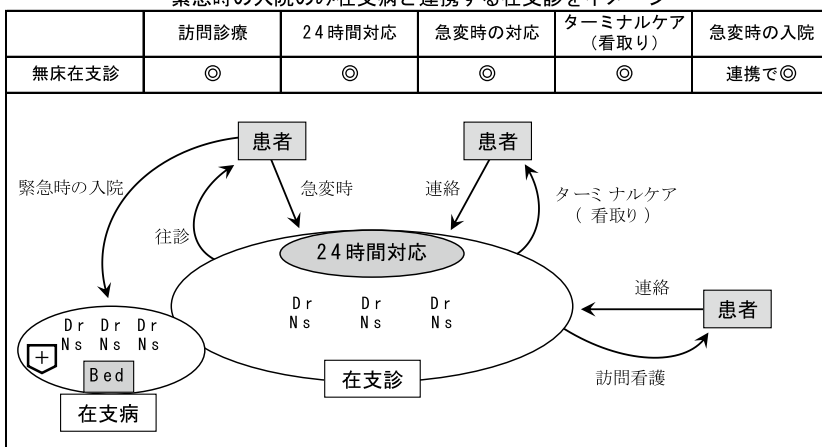 緊急時の入院のみ在支病と連携する在支診をイメージ
訪問診療 24時間対応 急変時の対応 ターミナルケア（看取り） 急変時の入院
無床在支診 ◎ ◎ ◎ ◎ 連携で◎
患者 患者
緊急時の入院 急変時 連絡 ターミナルケア
（看取り）
往診
24時間対応
連絡
患者
Dr Dr Dr
Ns Ns Ns
Dr Dr Dr
Ns Ns Ns
Bed
在支診
訪問看護
在支病